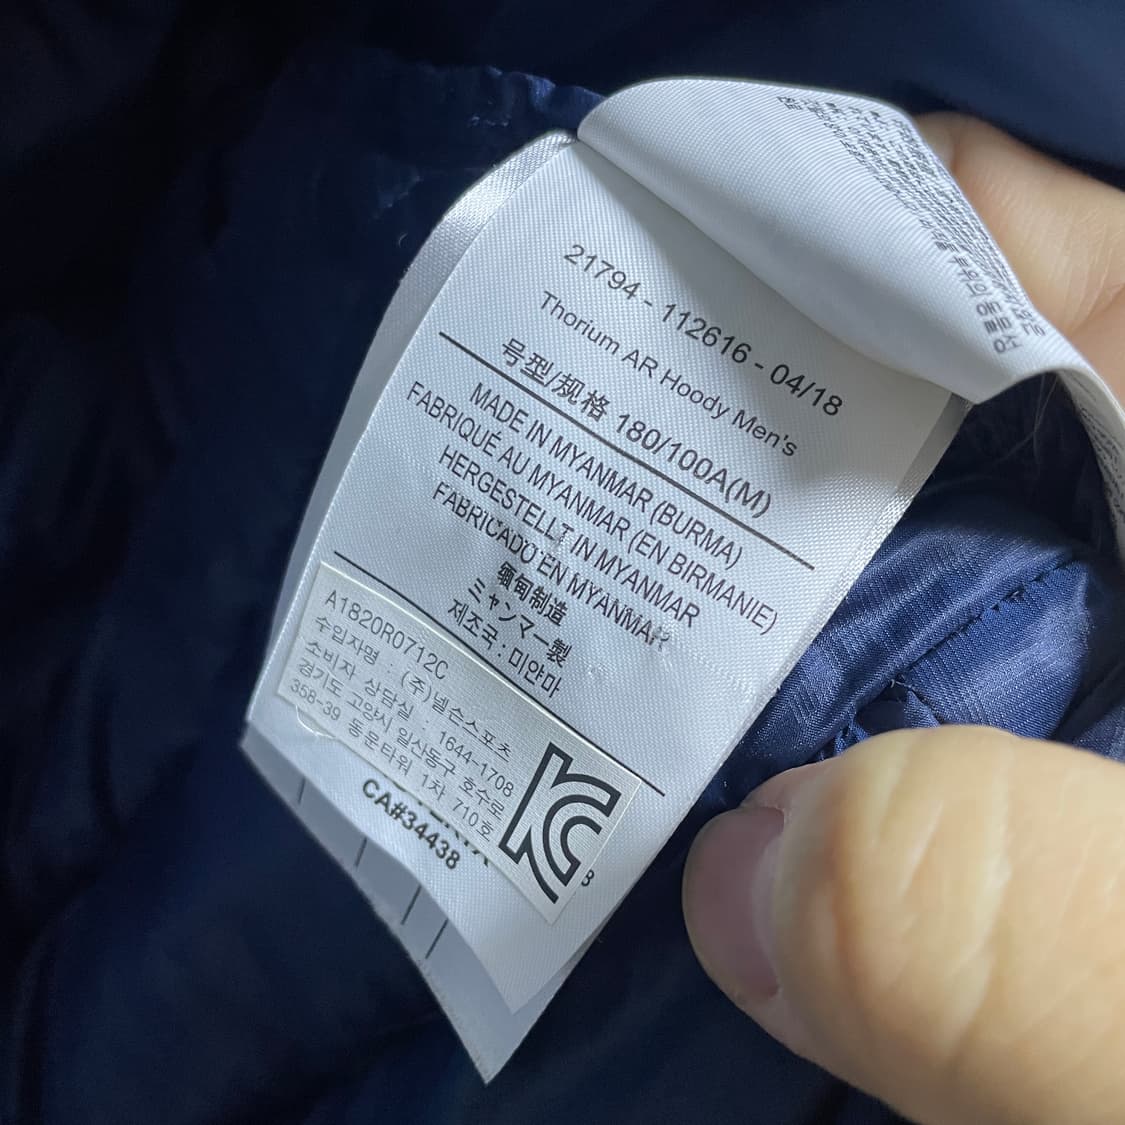 21794 - 112616 - 04/18
Thorium AR Hoody Men's
号型/规格 180/100A(M)
MADE IN MYANMAR (BURMA)
FABRIQUÉ AU MYANMAR (EN BIRMANIE)
HERGESTELLT IN MYANMAR
FABRICADO EN MYANMAR
缅甸制造
ミャンマー製
제조국 : 미얀마
A1820R0712C
수입자명 : (주)넬슨스포츠
소비자 상담실 : 1644-1708
경기도 고양시 일산동구 호수로
358-39 동문타워 1차 710호
CA#34438